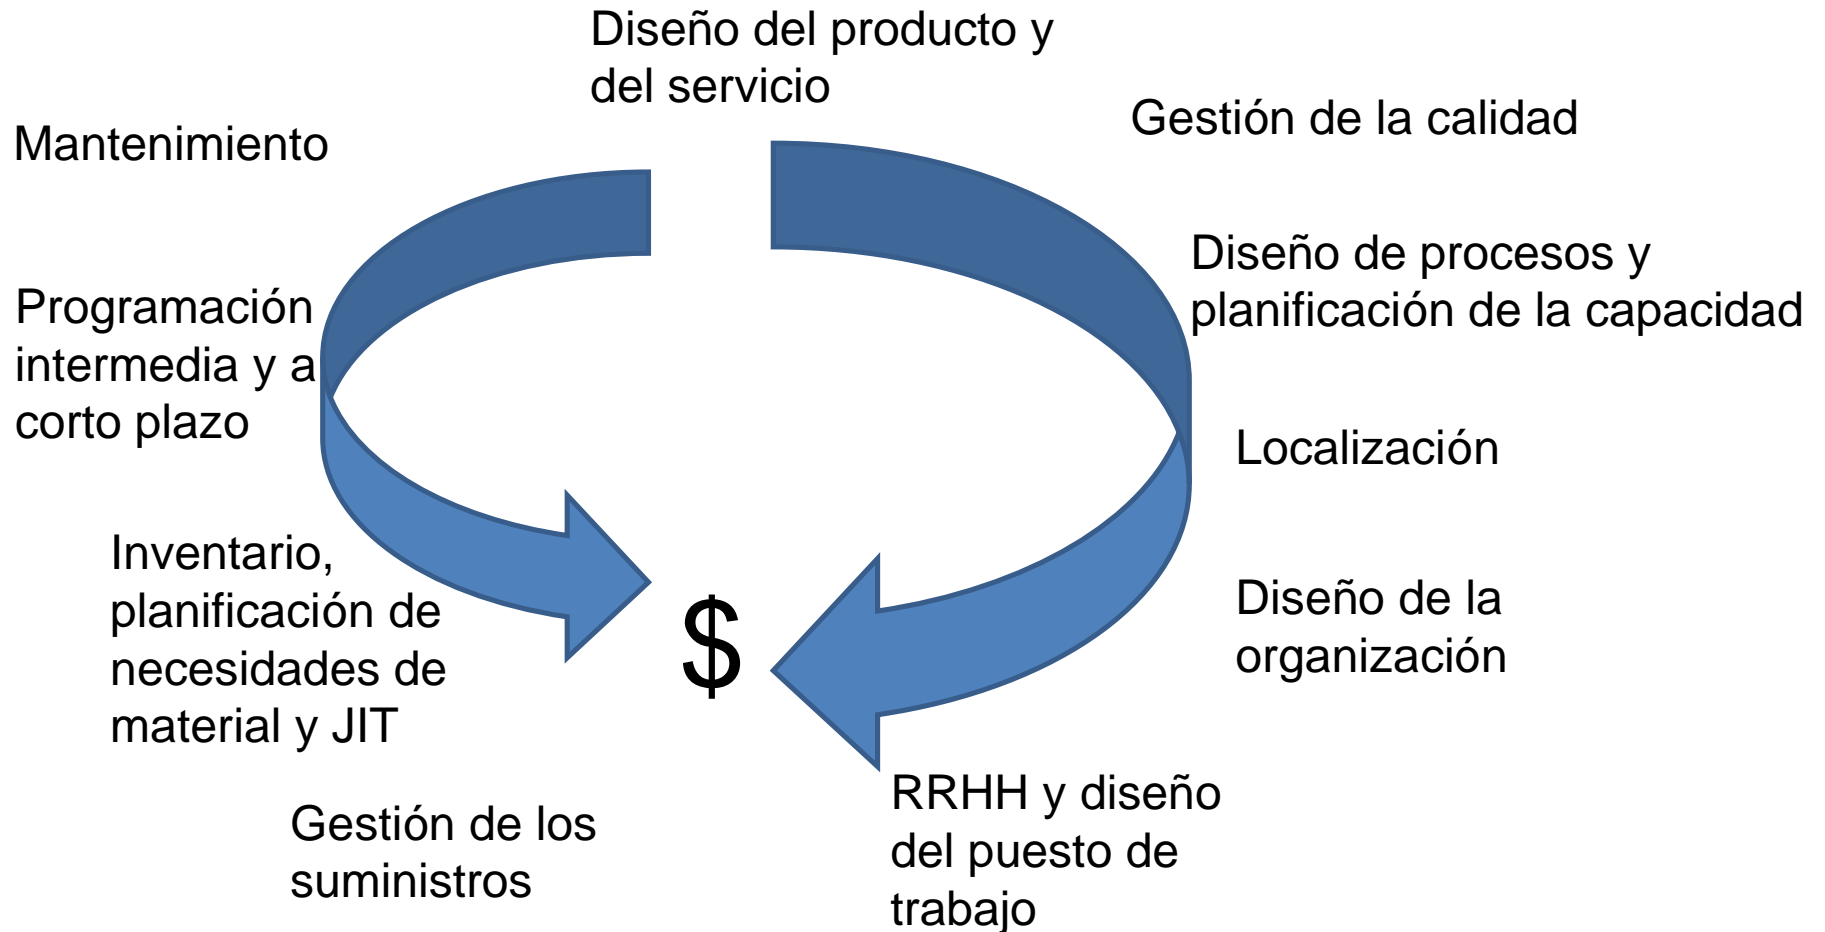 Diseño del producto y
del servicio
Gestión de la calidad
Mantenimiento
Diseño de procesos y
planificación de la capacidad
Programación
intermedia y a
corto plazo
Localización
Inventario,
planificación de
necesidades de
material y JIT
$
Diseño de la
organización
RRHH y diseño
del puesto de
trabajo
Gestión de los
suministros